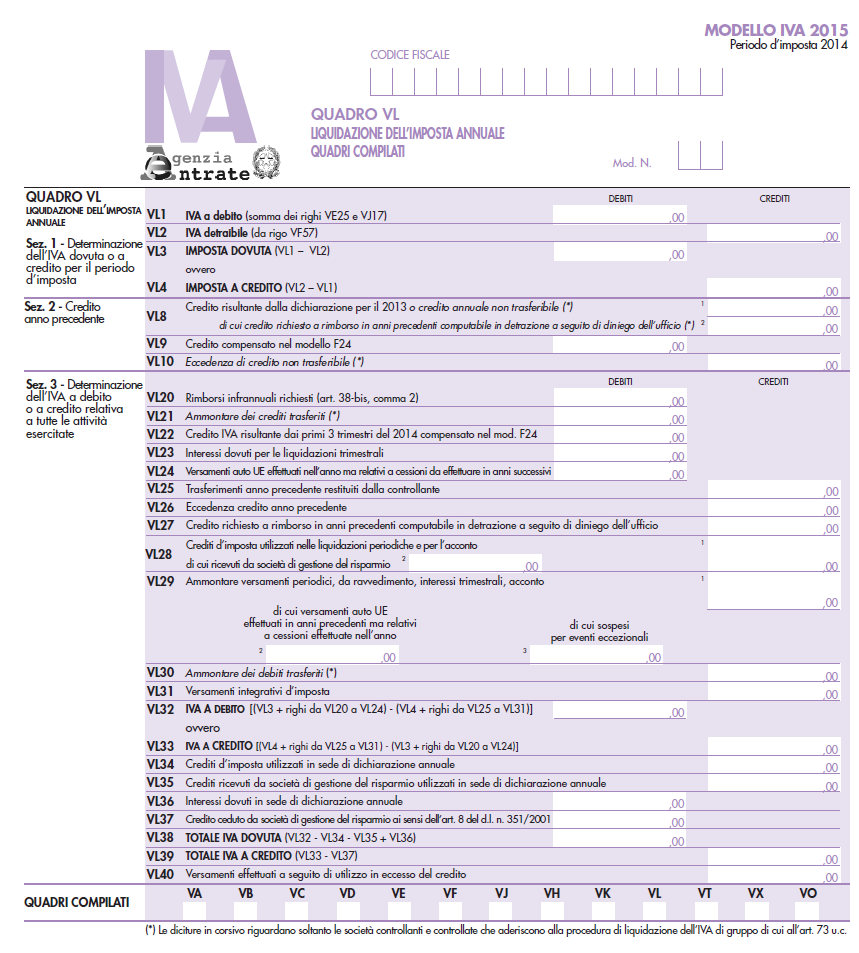 MODELLO IVA 2015
Periodo d'imposta 2014
CODICE FISCALE
IVA
QUADRO VL
LIQUIDAZIONE DELL'IMPOSTA ANNUALE
QUADRI COMPILATI
Agenzia
Entrate
Mod. N.
QUADRO VL
LIQUIDAZIONE DELL'IMPOSTA
ANNUALE
Sez. 1 - Determinazione
dell'IVA dovuta o a
credito per il periodo
d'imposta
DEBITI CREDITI
VL1 IVA a debito (somma dei righi VE25 e VJ17) ,00
VL2 IVA detraibile (da rigo VF57) ,00
VL3 IMPOSTA DOVUTA (VL1 – VL2) ,00
ovvero
VL4 IMPOSTA A CREDITO (VL2 – VL1) ,00
Sez. 2 - Credito
anno precedente
VL8 Credito risultante dalla dichiarazione per il 2013 o credito annuale non trasferibile (*) 1 ,00
di cui credito richiesto a rimborso in anni precedenti computabile in detrazione a seguito di diniego dell'ufficio (*) 2 ,00
VL9 Credito compensato nel modello F24 ,00
VL10 Eccedenza di credito non trasferibile (*) ,00
Sez. 3 - Determinazione
dell'IVA a debito
o a credito relativa
a tutte le attività
esercitate
DEBITI CREDITI
VL20 Rimborsi infrannuali richiesti (art. 38-bis, comma 2) ,00
VL21 Ammontare dei crediti trasferiti (*) ,00
VL22 Credito IVA risultante dai primi 3 trimestri del 2014 compensato nel mod. F24 ,00
VL23 Interessi dovuti per le liquidazioni trimestrali ,00
VL24 Versamenti auto UE effettuati nell'anno ma relativi a cessioni da effettuare in anni successivi ,00
VL25 Trasferimenti anno precedente restituiti dalla controllante ,00
VL26 Eccedenza credito anno precedente ,00
VL27 Credito richiesto a rimborso in anni precedenti computabile in detrazione a seguito di diniego dell'ufficio ,00
VL28 Crediti d'imposta utilizzati nelle liquidazioni periodiche e per l'acconto 1
di cui ricevuti da società di gestione del risparmio 2 ,00 ,00
VL29 Ammontare versamenti periodici, da ravvedimento, interessi trimestrali, acconto 1
,00
di cui versamenti auto UE
effettuati in anni precedenti ma relativi
a cessioni effettuate nell'anno
di cui sospesi
per eventi eccezionali
2 ,00 3 ,00
VL30 Ammontare dei debiti trasferiti (*) ,00
VL31 Versamenti integrativi d'imposta ,00
VL32 IVA A DEBITO [(VL3 + righi da VL20 a VL24) - (VL4 + righi da VL25 a VL31)] ,00
ovvero
VL33 IVA A CREDITO [(VL4 + righi da VL25 a VL31) - (VL3 + righi da VL20 a VL24)] ,00
VL34 Crediti d'imposta utilizzati in sede di dichiarazione annuale ,00
VL35 Crediti ricevuti da società di gestione del risparmio utilizzati in sede di dichiarazione annuale ,00
VL36 Interessi dovuti in sede di dichiarazione annuale ,00
VL37 Credito ceduto da società di gestione del risparmio ai sensi dell'art. 8 del d.l. n. 351/2001 ,00
VL38 TOTALE IVA DOVUTA (VL32 - VL34 - VL35 + VL36) ,00
VL39 TOTALE IVA A CREDITO (VL33 - VL37) ,00
VL40 Versamenti effettuati a seguito di utilizzo in eccesso del credito ,00
QUADRI COMPILATI VA VB VC VD VE VF VJ VH VK VL VT VX VO
(*) Le diciture in corsivo riguardano soltanto le società controllanti e controllate che aderiscono alla procedura di liquidazione dell'IVA di gruppo di cui all'art. 73 u.c.